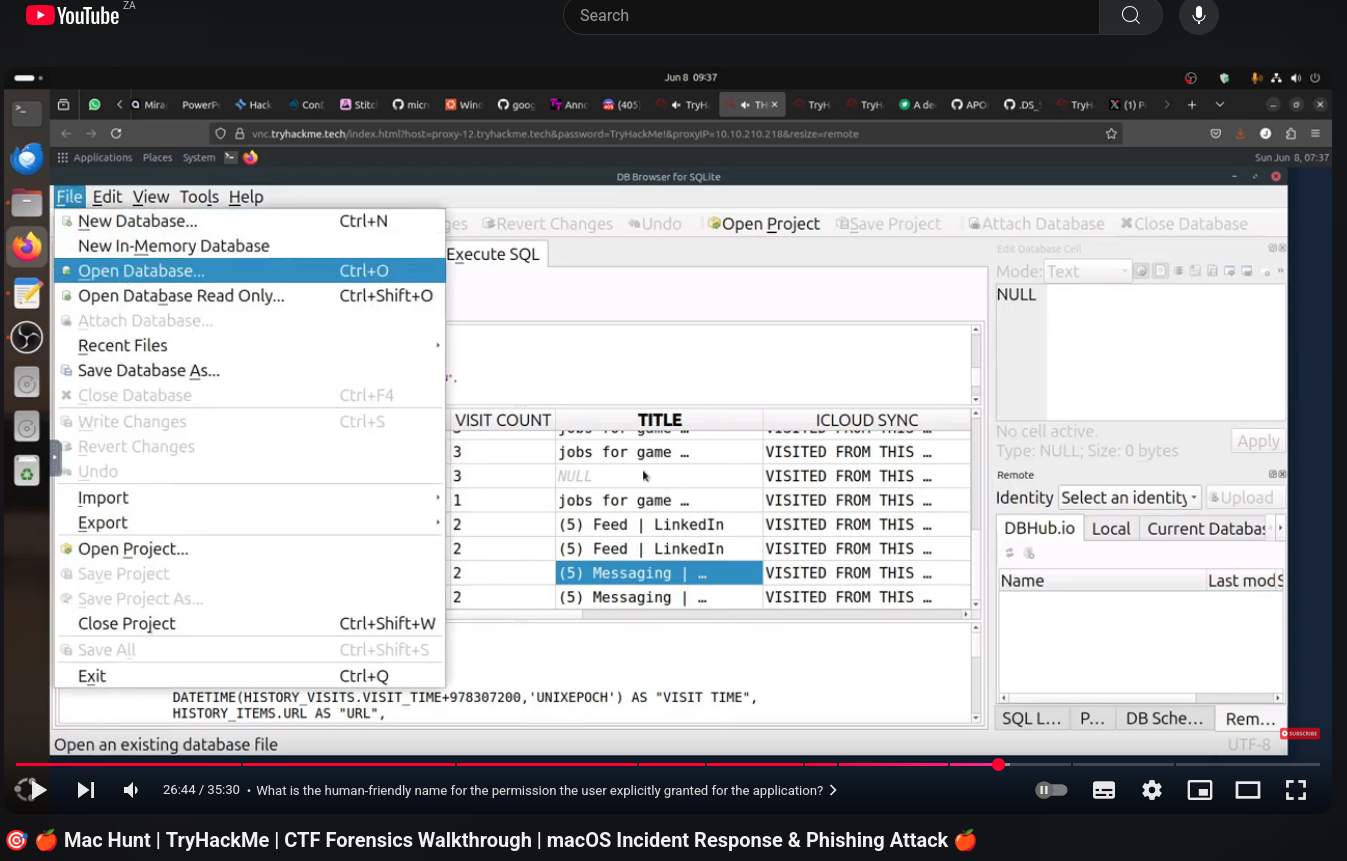 YouTube ZA
Search
Jun 8 09:37
Mira
PowerP
Hack
Stitc
micr
Winc
goog
Anno
(405)
TryH
TH
TryH
TryH
A de
APO
.DS_
TryH
(1) P
vnc.tryhackme.tech/index.html?host=proxy-12.tryhackme.tech&password=TryHackMe!&proxyIP=10.10.210.218&resize=remote
Applications Places System
Sun Jun 8, 07:37
DB Browser for SQLite
File Edit View Tools Help
New Database... Ctrl+N
New In-Memory Database
Open Database... Ctrl+O
Open Database Read Only... Ctrl+Shift+O
Attach Database...
Recent Files
Save Database As...
Close Database Ctrl+F4
Write Changes Ctrl+S
Revert Changes
Undo
Import
Export
Open Project...
Save Project
Save Project As...
Close Project Ctrl+Shift+W
Save All Ctrl+Shift+S
Exit Ctrl+Q
ges Revert Changes Undo Open Project Save Project Attach Database Close Database
Execute SQL
VISIT COUNT TITLE ICLOUD SYNC
jobs for game … VISITED FROM THIS …
3 jobs for game … VISITED FROM THIS …
3 NULL VISITED FROM THIS …
1 jobs for game … VISITED FROM THIS …
2 (5) Feed | LinkedIn VISITED FROM THIS …
2 (5) Feed | LinkedIn VISITED FROM THIS …
2 (5) Messaging | … VISITED FROM THIS …
2 (5) Messaging | … VISITED FROM THIS …
DATETIME(HISTORY_VISITS.VISIT_TIME+978307200,'UNIXEPOCH') AS "VISIT TIME",
HISTORY_ITEMS.URL AS "URL",
Edit Database Cell
Mode: Text
NULL
No cell active.
Type: NULL; Size: 0 bytes
Apply
Remote
Identity Select an identity Upload
DBHub.io Local Current Databas
Name Last mod S
SQL L… P… DB Sche… Rem…
SUBSCRIBE
Open an existing database file
UTF-8
26:44 / 35:30 • What is the human-friendly name for the permission the user explicitly granted for the application?
🎯 🍎 Mac Hunt | TryHackMe | CTF Forensics Walkthrough | macOS Incident Response & Phishing Attack 🍎